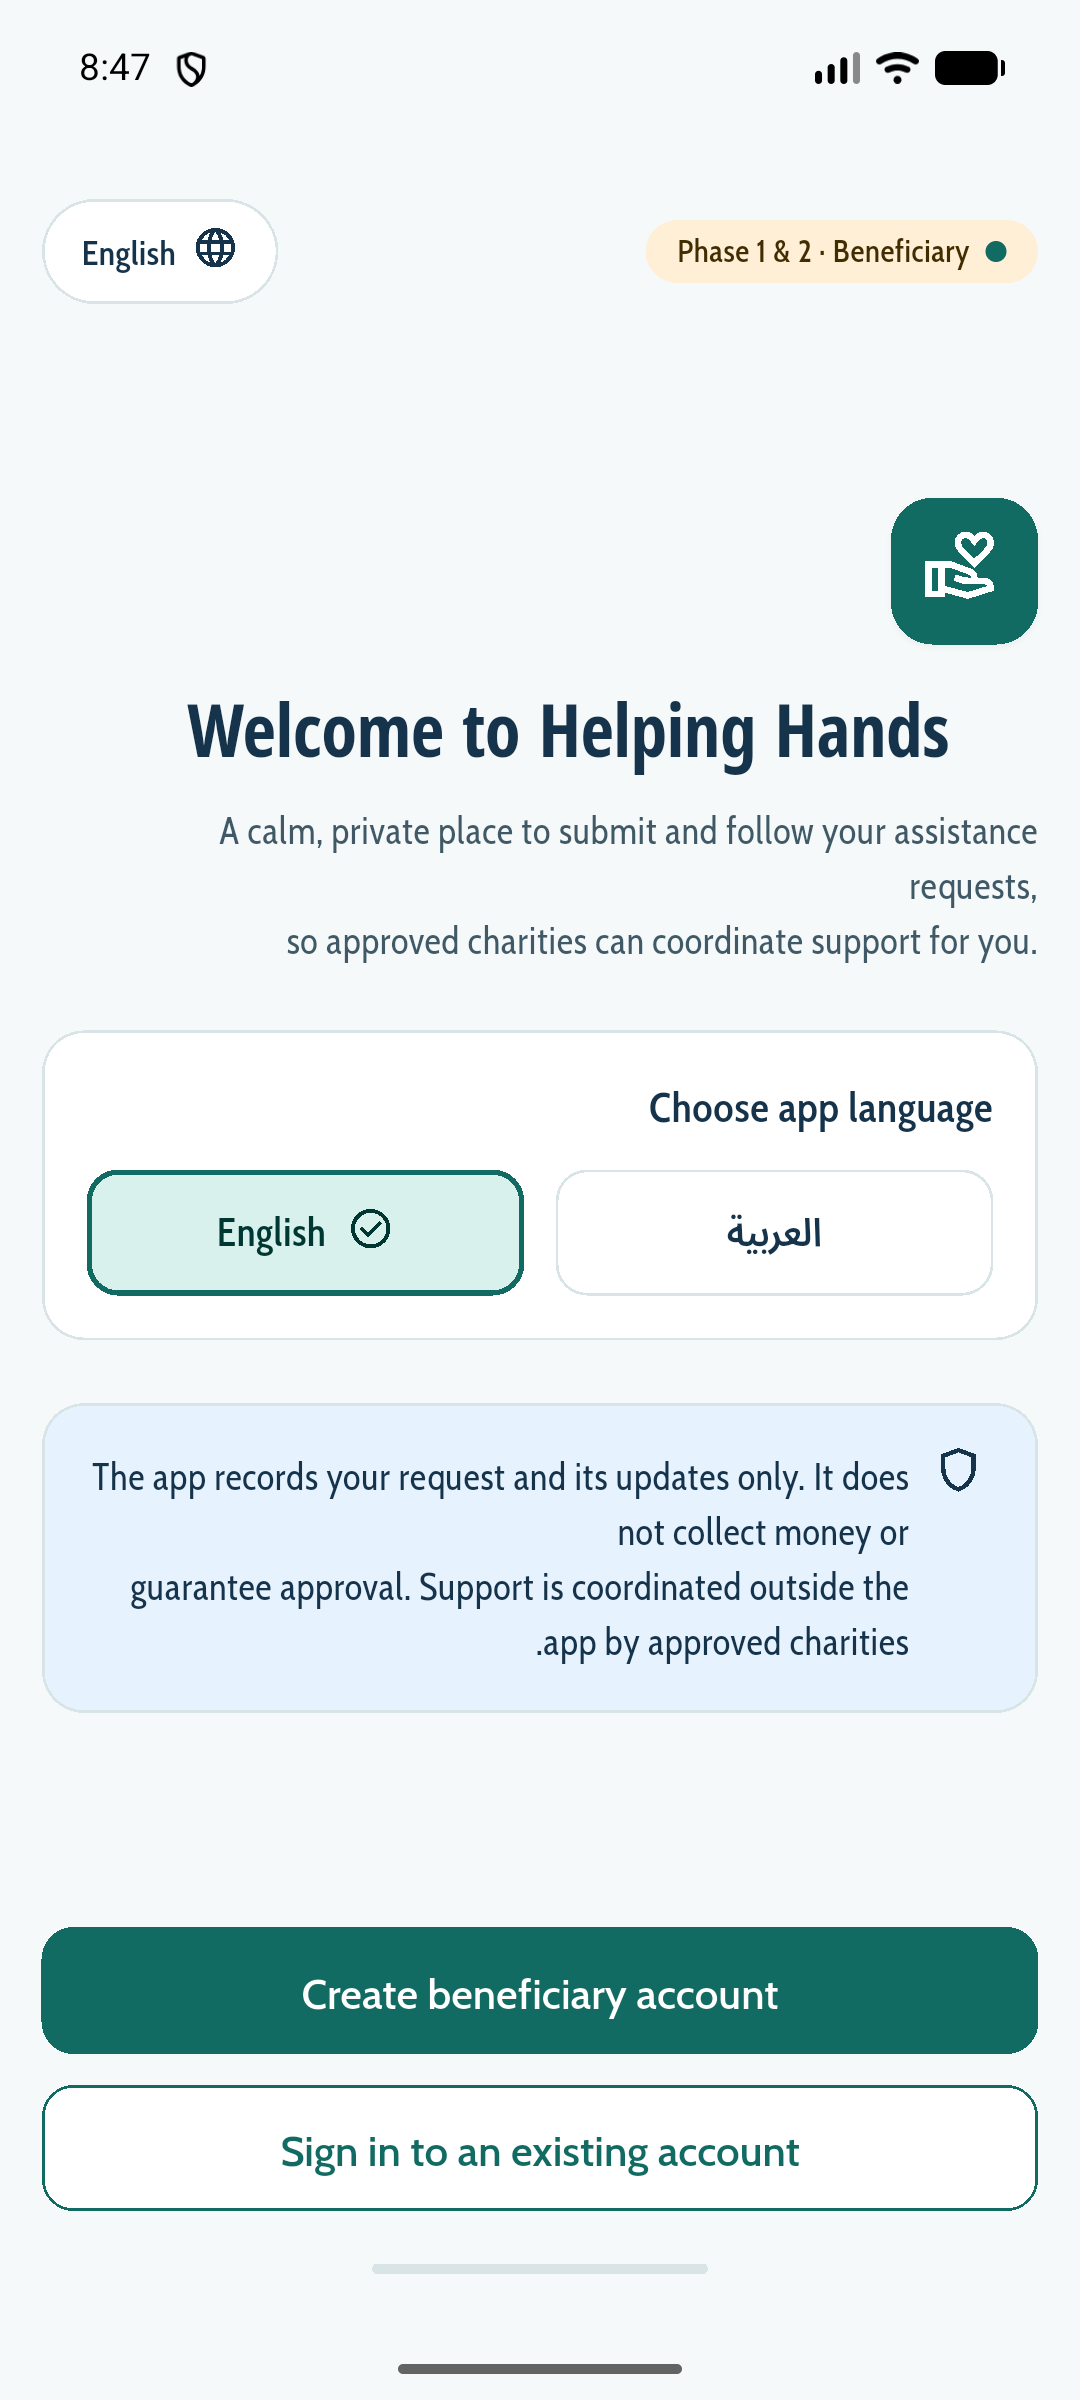 8:47
English
Phase 1 & 2 · Beneficiary
Welcome to Helping Hands
A calm, private place to submit and follow your assistance
requests,
so approved charities can coordinate support for you.
Choose app language
English
العربية
The app records your request and its updates only. It does
not collect money or
guarantee approval. Support is coordinated outside the
.app by approved charities
Create beneficiary account
Sign in to an existing account